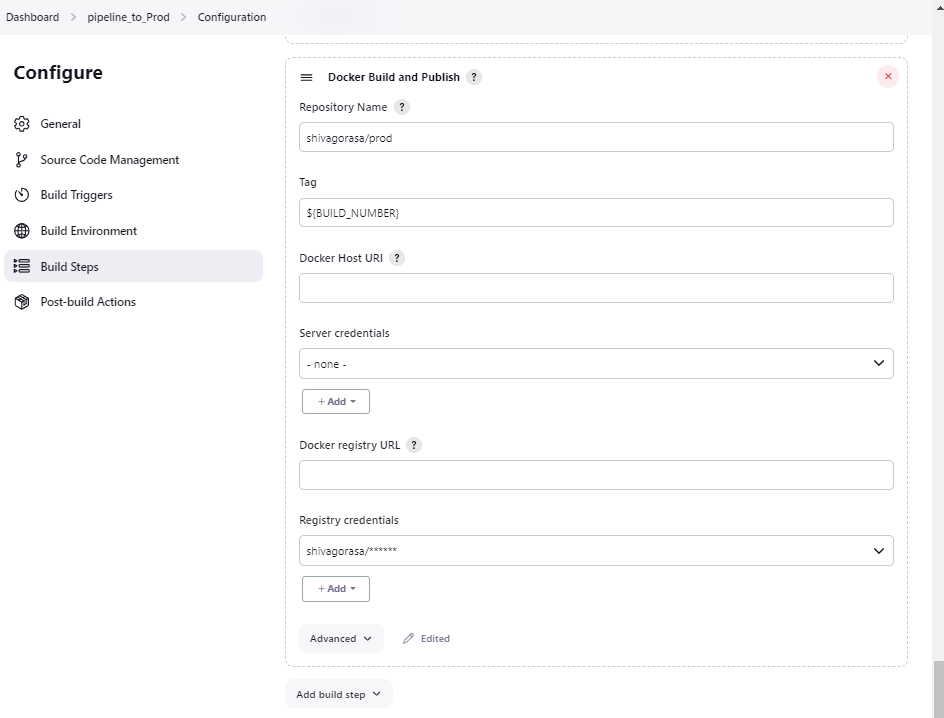 Dashboard > pipeline_to_Prod > Configuration
Configure
General
Source Code Management
Build Triggers
Build Environment
Build Steps
Post-build Actions
Docker Build and Publish ?
Repository Name ?
shivagorasa/prod
Tag
${BUILD_NUMBER}
Docker Host URI ?
Server credentials
- none -
+ Add
Docker registry URL ?
Registry credentials
shivagorasa/******
+ Add
Advanced
Edited
Add build step